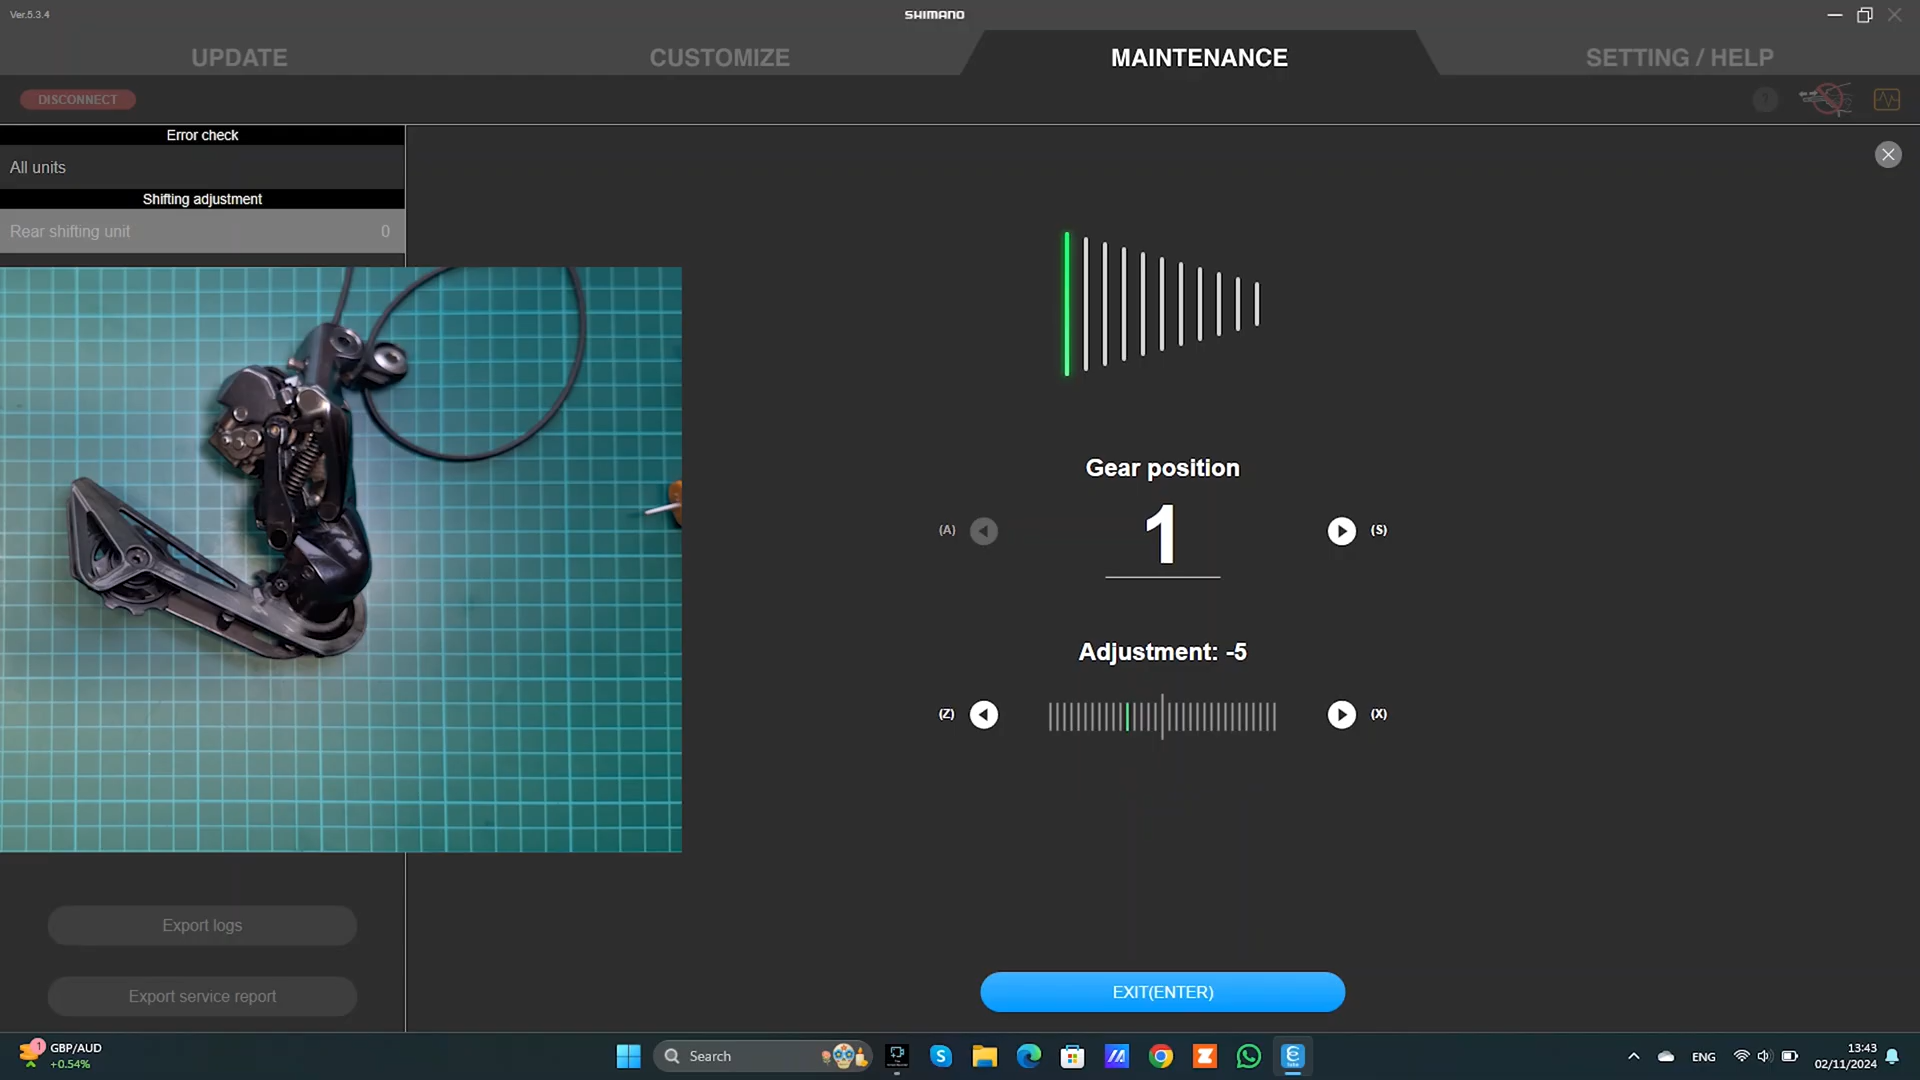 Ver.5.3.4
SHIMANO
UPDATE
CUSTOMIZE
MAINTENANCE
SETTING / HELP
DISCONNECT
?
Error check
All units
Shifting adjustment
Rear shifting unit 0
Gear position
(A) 1 (S)
Adjustment: -5
(Z) (X)
Export logs
Export service report
EXIT(ENTER)
1
GBP/AUD
+0.54%
Search
ENG
13:43
02/11/2024